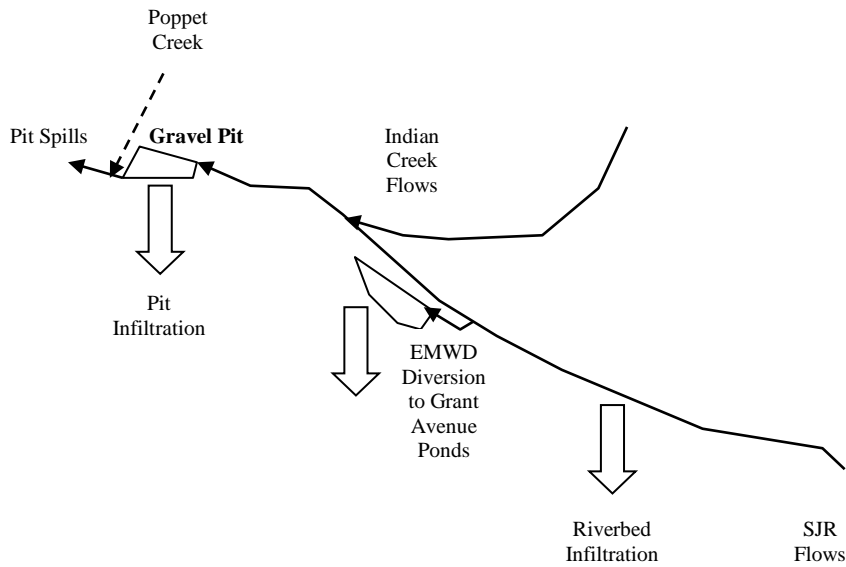 Poppet
Creek
Pit Spills
Gravel Pit
Indian
Creek
Flows
Pit
Infiltration
EMWD
Diversion
to Grant
Avenue
Ponds
Riverbed
Infiltration
SJR
Flows